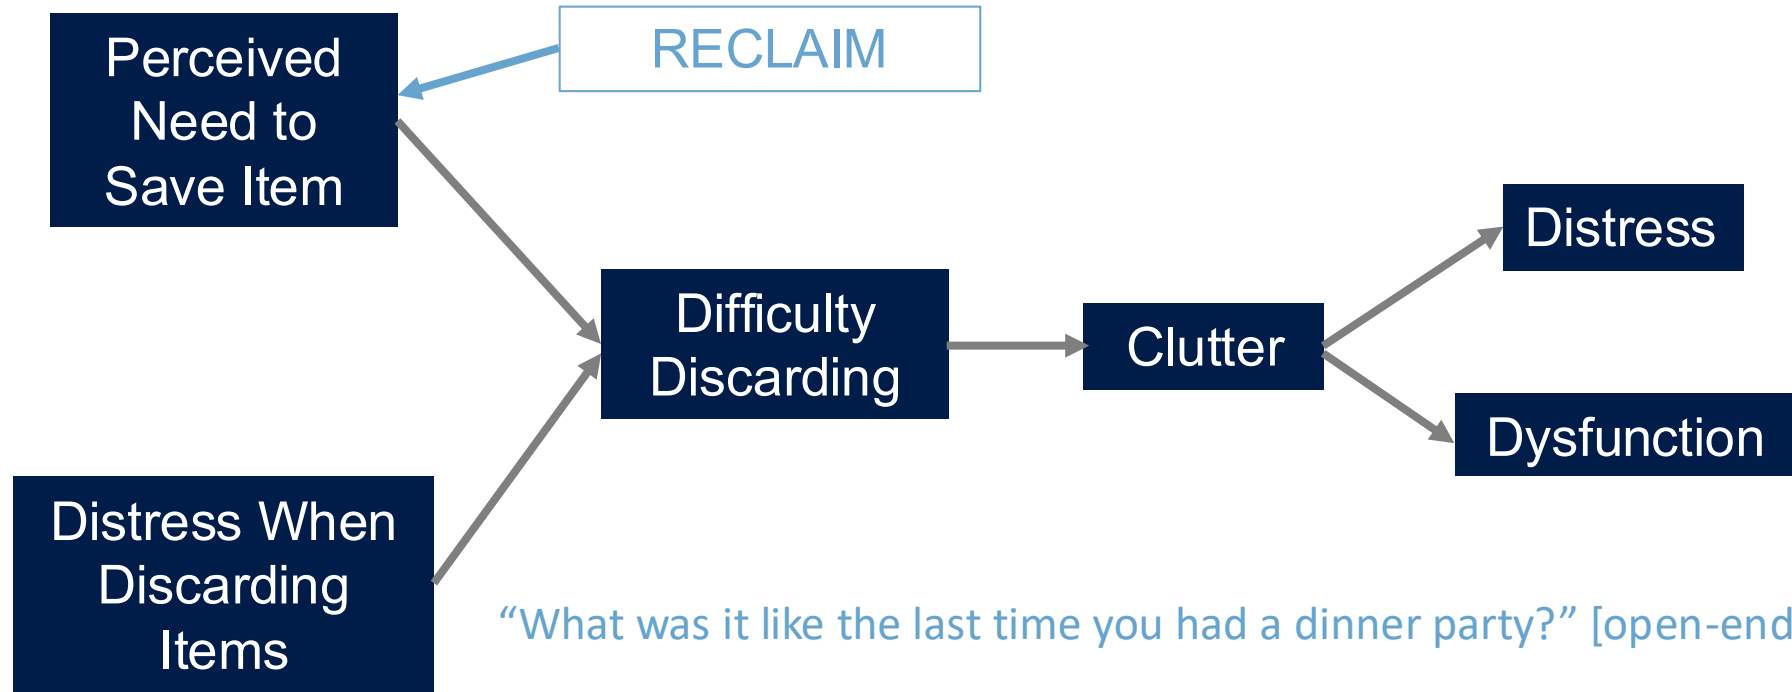 Perceived
Need to
Save Item
RECLAIM
Difficulty
Discarding
Clutter
Distress
Dysfunction
Distress When
Discarding
Items
“What was it like the last time you had a dinner party?” [open-end